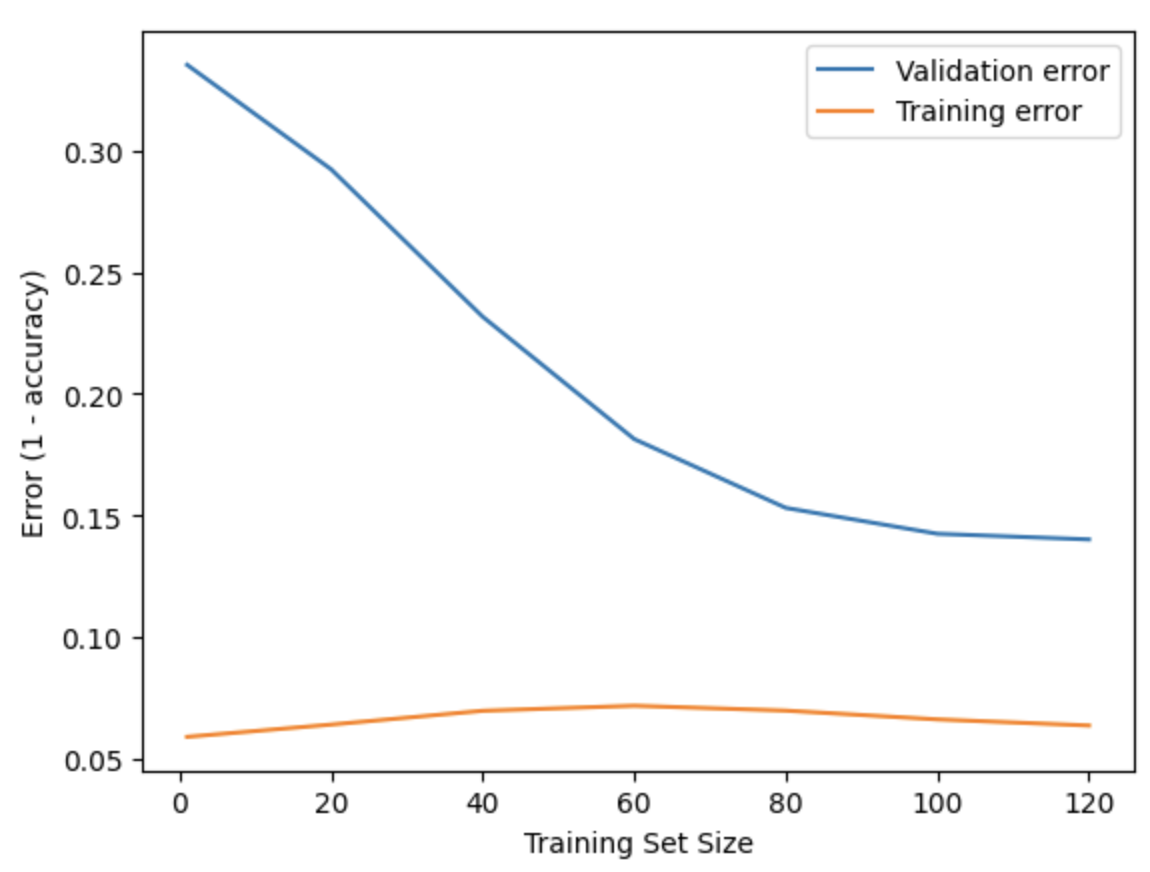 Validation error
Training error
0.30
0.25
0.20
0.15
0.10
0.05
Error (1 - accuracy)
0 20 40 60 80 100 120
Training Set Size